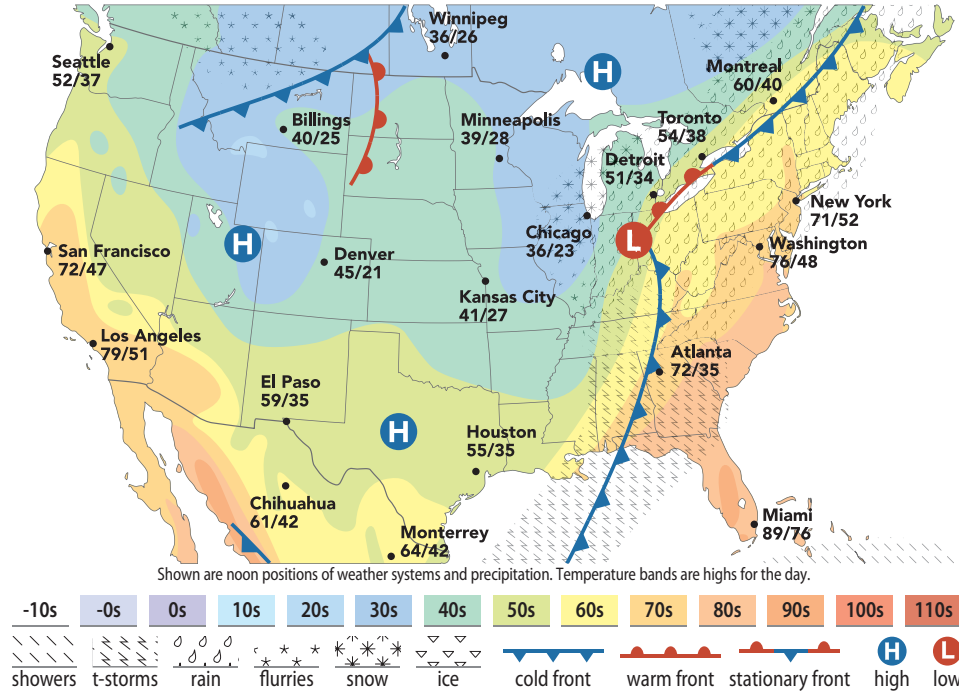 Winnipeg
36/26
H
Seattle
52/37
Montreal
60/40
Billings
40/25
Minneapolis
39/28
Toronto
54/38
Detroit
51/34
New York
71/52
H
Chicago
36/23
L
Washington
76/48
San Francisco
72/47
Denver
45/21
Kansas City
41/27
Los Angeles
79/51
Atlanta
72/35
El Paso
59/35
H
Houston
55/35
Chihuahua
61/42
Miami
89/76
Monterrey
64/42
Shown are noon positions of weather systems and precipitation. Temperature bands are highs for the day.
-10s -0s 0s 10s 20s 30s 40s 50s 60s 70s 80s 90s 100s 110s
H L
showers t-storms rain flurries snow ice cold front warm front stationary front high low